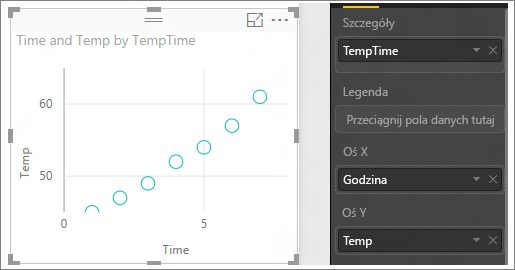 Time and Temp by TempTime
60
50
Temp
0
5
Time
Szczegóły
TempTime
Legenda
Przeciągnij pola danych tutaj
Oś X
Godzina
Oś Y
Temp